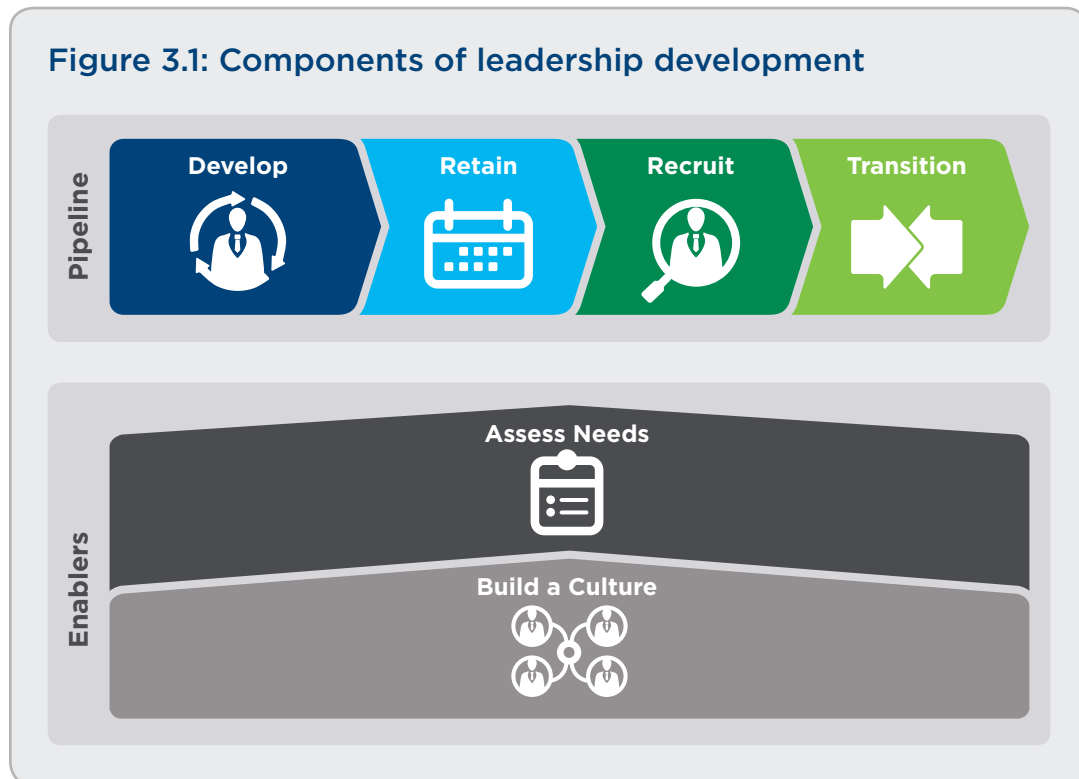 Figure 3.1: Components of leadership development
Pipeline
Develop
Retain
Recruit
Transition
Enablers
Assess Needs
Build a Culture